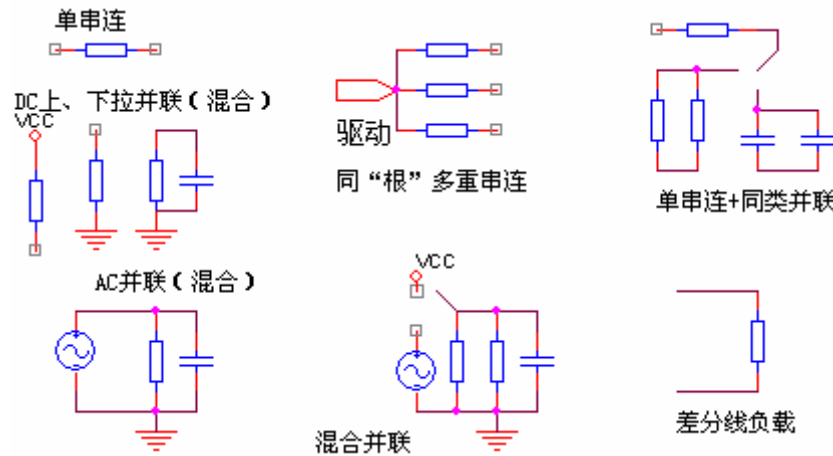 单串连
DC上、下拉并联(混合)
VCC
驱动
同“根”多重串连
单串连+同类并联
AC并联(混合)
VCC
混合并联
差分线负载